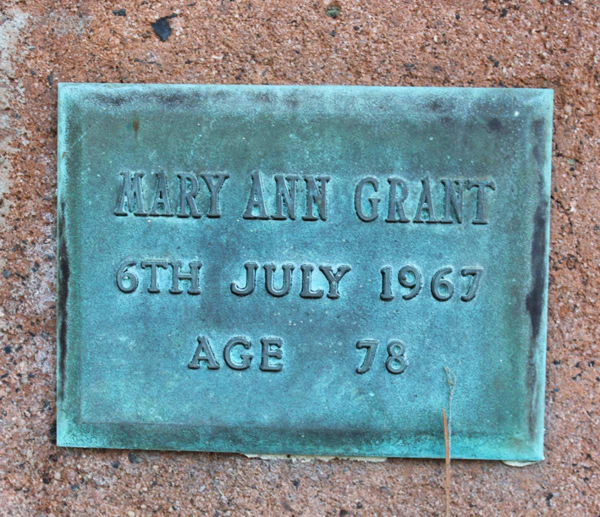 MARY ANN GRANT
6TH JULY 1967
AGE 78